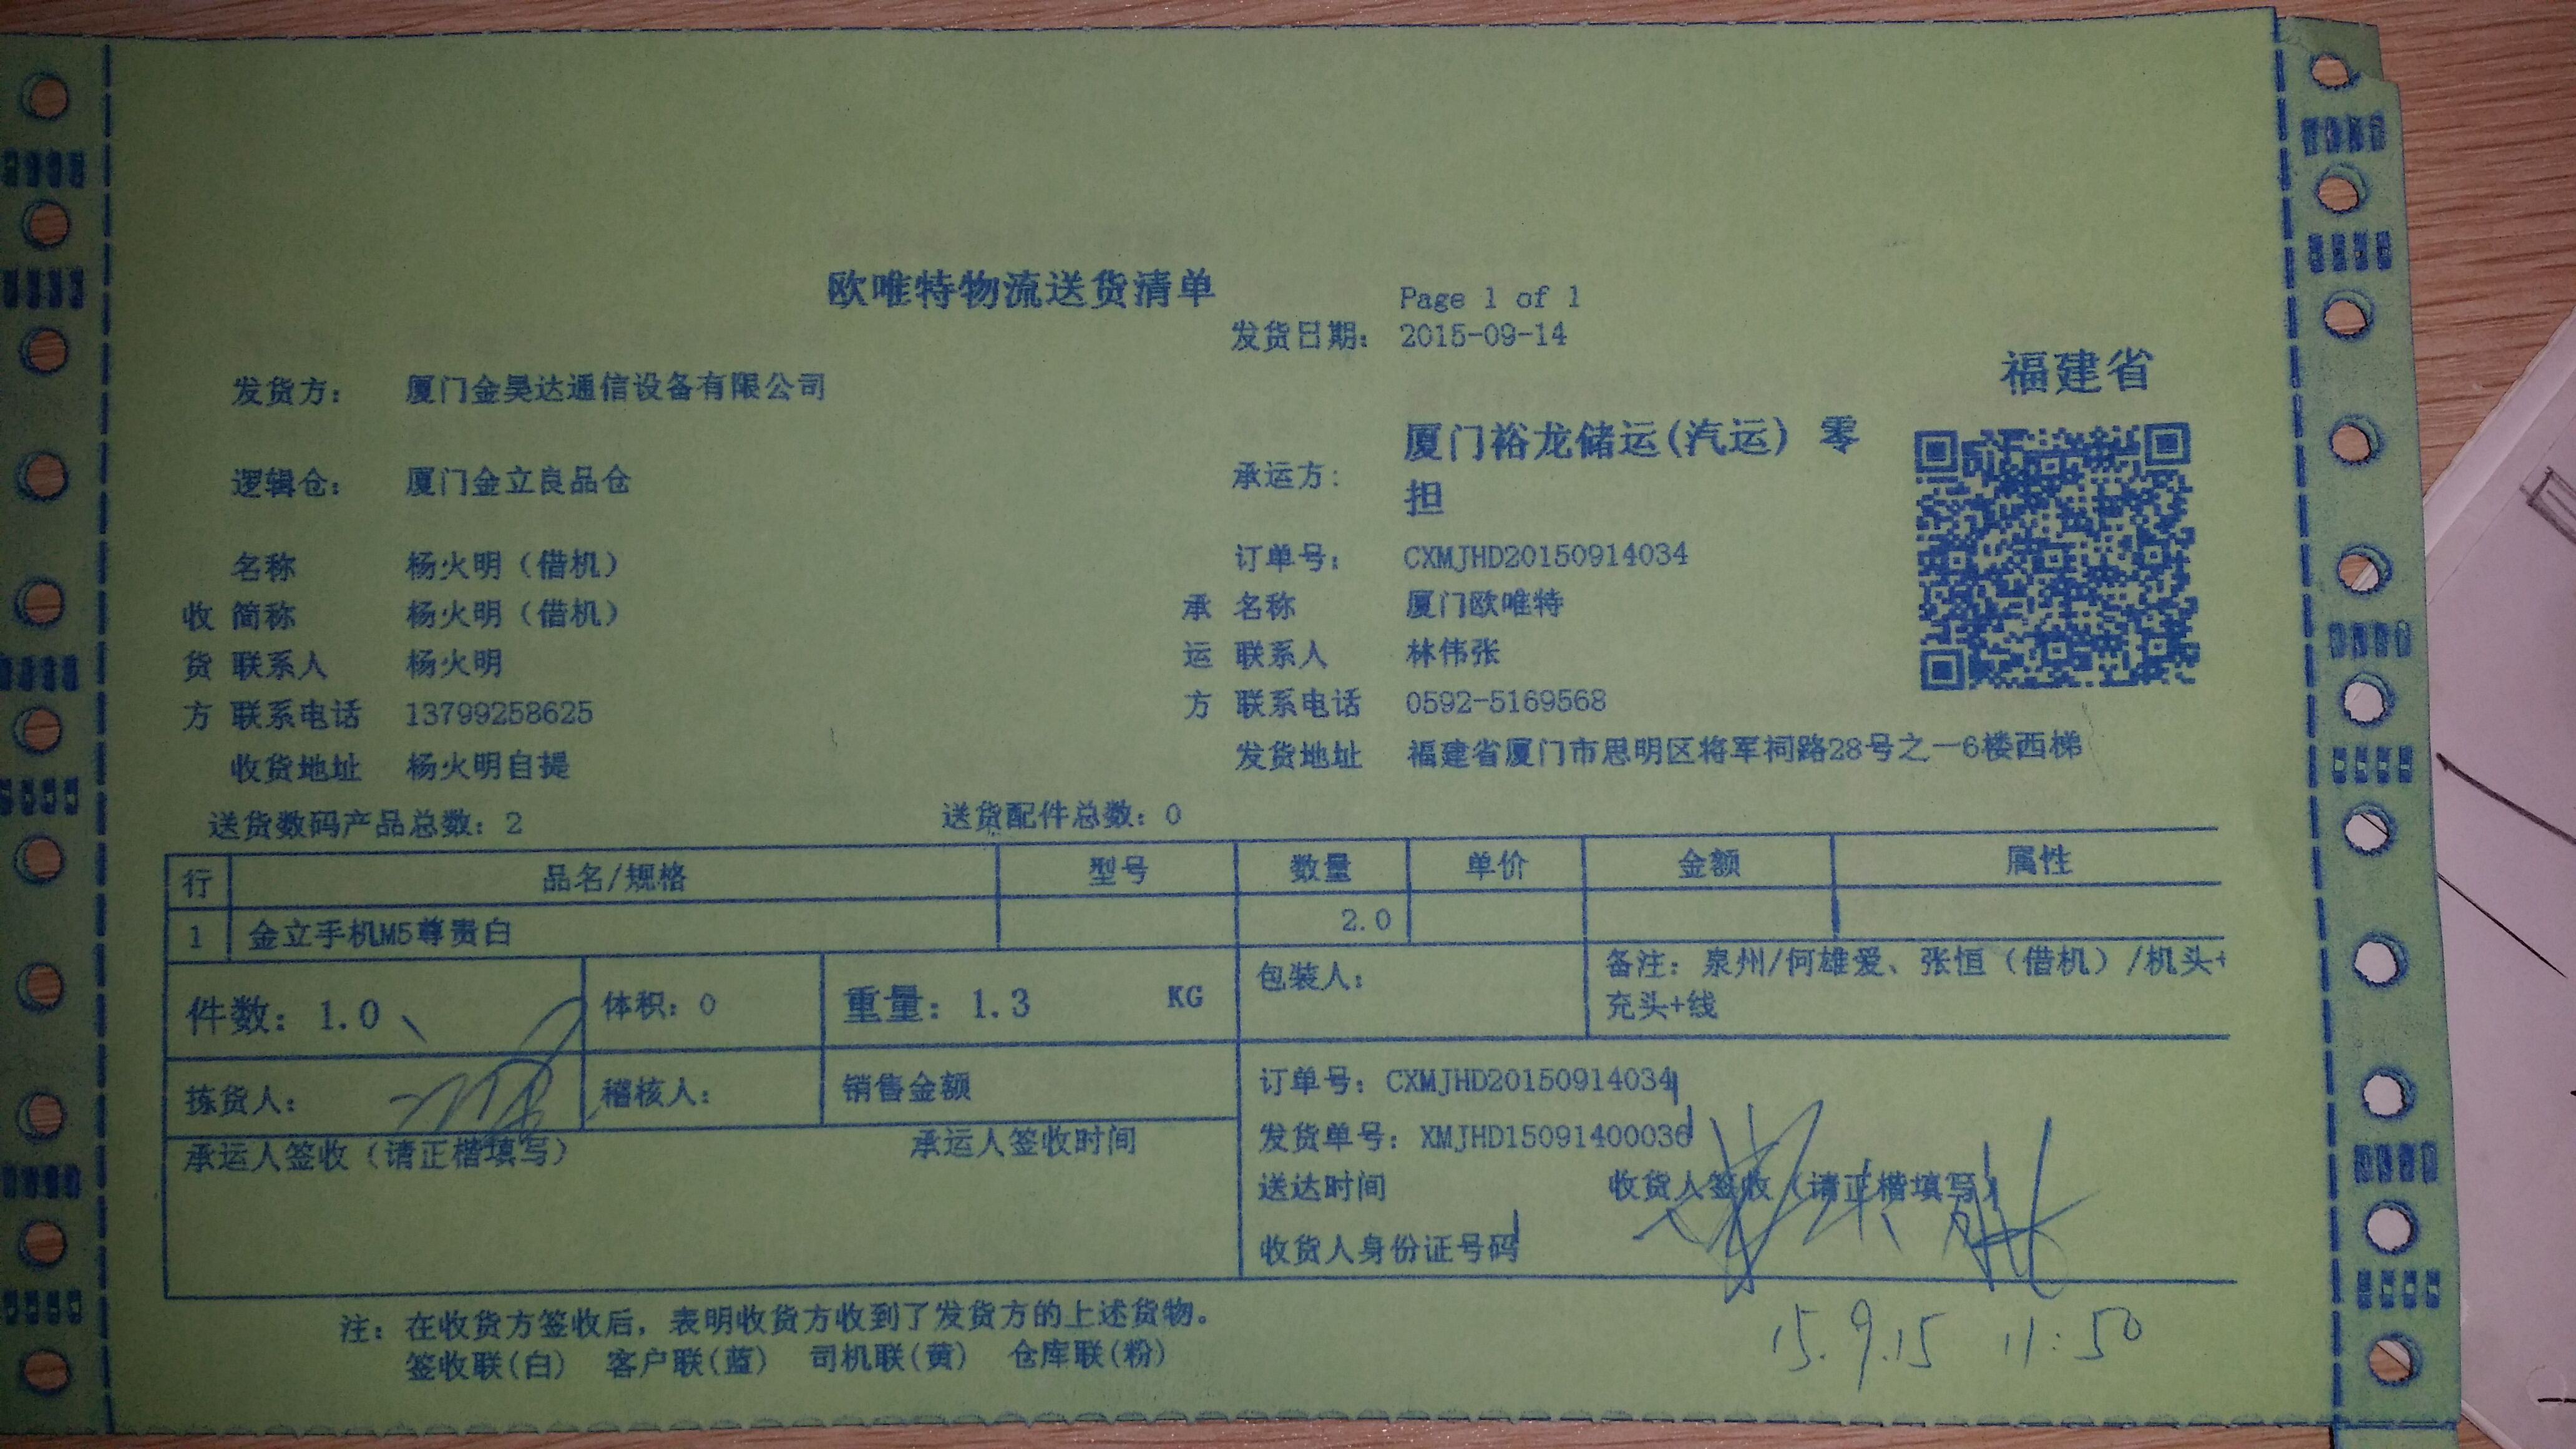 欧唯特物流送货清单
Page 1 of 1
发货日期: 2015-09-14
福建省
发货方: 厦门金昊达通信设备有限公司
逻辑仓: 厦门金立良品仓
承运方: 厦门裕龙储运(汽运) 零
担
订单号: CXMJHD20150914034
收货方
名称 杨火明（借机）
简称 杨火明（借机）
联系人 杨火明
联系电话 13799258625
收货地址 杨火明自提
承运方
名称 厦门欧唯特
联系人 林伟张
联系电话 0592-5169568
发货地址 福建省厦门市思明区将军祠路28号之一6楼西梯
送货数码产品总数: 2 送货配件总数: 0
行 品名/规格 型号 数量 单价 金额 属性
1 金立手机M5尊贵白 2.0
件数: 1.0 体积: 0 重量: 1.3 KG 包装人:
备注: 泉州/何雄爱、张恒（借机）/机头+
充头+线
拣货人: 稽核人: 销售金额
订单号: CXMJHD20150914034
承运人签收（请正楷填写） 承运人签收时间
发货单号: XMJHD15091400036
送达时间 收货人签收（请正楷填写）
收货人身份证号码
15.9.15 11:50
注: 在收货方签收后，表明收货方收到了发货方的上述货物。
签收联(白) 客户联(蓝) 司机联(黄) 仓库联(粉)